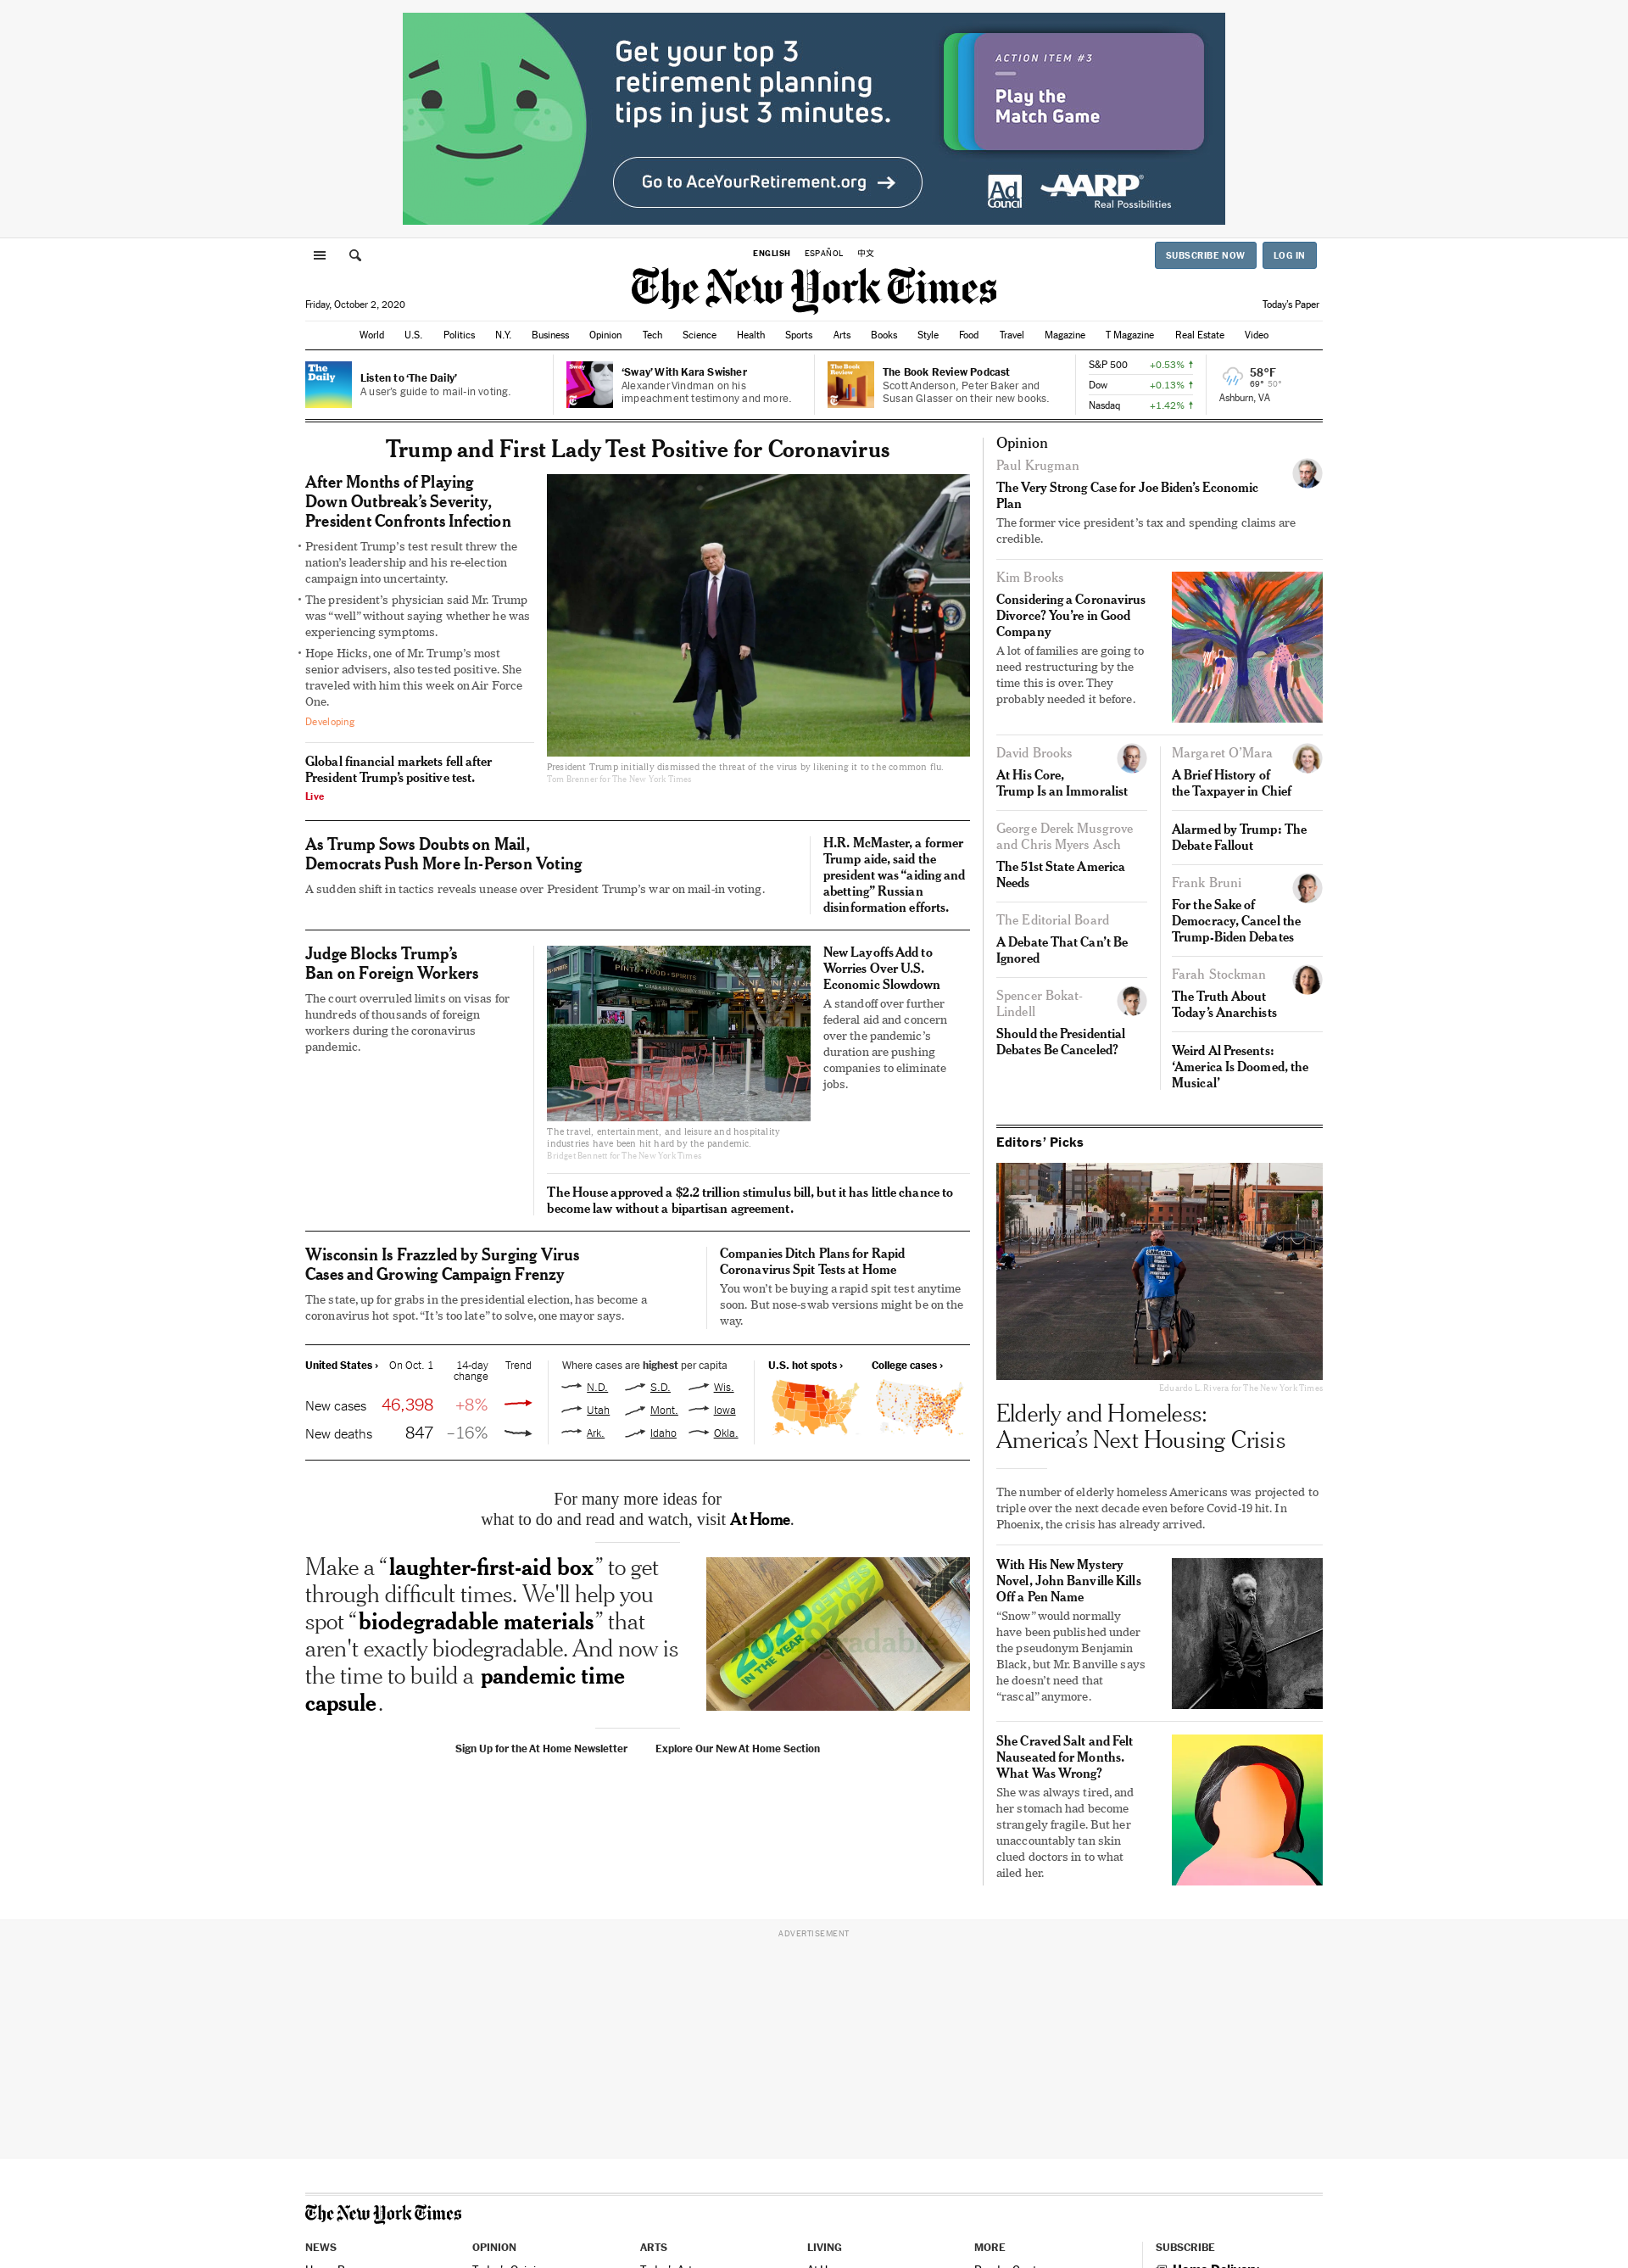 Get your top 3
retirement planning
tips in just 3 minutes.
Go to AceYourRetirement.org →
ACTION ITEM #3
Play the
Match Game
Ad
Council
AARP®
Real Possibilities
ENGLISH ESPAÑOL 中文
SUBSCRIBE NOW LOG IN
The New York Times
Friday, October 2, 2020
Today's Paper
World U.S. Politics N.Y. Business Opinion Tech Science Health Sports Arts Books Style Food Travel Magazine T Magazine Real Estate Video
The
Daily
Listen to ‘The Daily’
A user's guide to mail-in voting.
Sway
‘Sway’ With Kara Swisher
Alexander Vindman on his
impeachment testimony and more.
The Book
Review
The Book Review Podcast
Scott Anderson, Peter Baker and
Susan Glasser on their new books.
S&P 500 +0.53% ↑
Dow +0.13% ↑
Nasdaq +1.42% ↑
58°F
69° 50°
Ashburn, VA
Trump and First Lady Test Positive for Coronavirus
After Months of Playing
Down Outbreak’s Severity,
President Confronts Infection
• President Trump’s test result threw the
nation’s leadership and his re-election
campaign into uncertainty.
• The president’s physician said Mr. Trump
was “well” without saying whether he was
experiencing symptoms.
• Hope Hicks, one of Mr. Trump’s most
senior advisers, also tested positive. She
traveled with him this week on Air Force
One.
Developing
Global financial markets fell after
President Trump’s positive test.
Live
President Trump initially dismissed the threat of the virus by likening it to the common flu.
Tom Brenner for The New York Times
As Trump Sows Doubts on Mail,
Democrats Push More In-Person Voting
A sudden shift in tactics reveals unease over President Trump’s war on mail-in voting.
H.R. McMaster, a former
Trump aide, said the
president was “aiding and
abetting” Russian
disinformation efforts.
Judge Blocks Trump’s
Ban on Foreign Workers
The court overruled limits on visas for
hundreds of thousands of foreign
workers during the coronavirus
pandemic.
PINTS · FOOD · SPIRITS
The travel, entertainment, and leisure and hospitality
industries have been hit hard by the pandemic.
Bridget Bennett for The New York Times
New Layoffs Add to
Worries Over U.S.
Economic Slowdown
A standoff over further
federal aid and concern
over the pandemic’s
duration are pushing
companies to eliminate
jobs.
The House approved a $2.2 trillion stimulus bill, but it has little chance to
become law without a bipartisan agreement.
Wisconsin Is Frazzled by Surging Virus
Cases and Growing Campaign Frenzy
The state, up for grabs in the presidential election, has become a
coronavirus hot spot. “It’s too late” to solve, one mayor says.
Companies Ditch Plans for Rapid
Coronavirus Spit Tests at Home
You won’t be buying a rapid spit test anytime
soon. But nose-swab versions might be on the
way.
United States › On Oct. 1 14-day
change Trend
New cases 46,398 +8%
New deaths 847 –16%
Where cases are highest per capita
N.D. S.D. Wis.
Utah Mont. Iowa
Ark. Idaho Okla.
U.S. hot spots ›
College cases ›
For many more ideas for
what to do and read and watch, visit At Home.
Make a “laughter-first-aid box” to get
through difficult times. We'll help you
spot “biodegradable materials” that
aren't exactly biodegradable. And now is
the time to build a pandemic time
capsule.
SEALED
2020
2020
IN THE YEAR
Sign Up for the At Home Newsletter
Explore Our New At Home Section
Opinion
Paul Krugman
The Very Strong Case for Joe Biden’s Economic
Plan
The former vice president’s tax and spending claims are
credible.
Kim Brooks
Considering a Coronavirus
Divorce? You’re in Good
Company
A lot of families are going to
need restructuring by the
time this is over. They
probably needed it before.
David Brooks
At His Core,
Trump Is an Immoralist
George Derek Musgrove
and Chris Myers Asch
The 51st State America
Needs
The Editorial Board
A Debate That Can’t Be
Ignored
Spencer Bokat-
Lindell
Should the Presidential
Debates Be Canceled?
Margaret O’Mara
A Brief History of
the Taxpayer in Chief
Alarmed by Trump: The
Debate Fallout
Frank Bruni
For the Sake of
Democracy, Cancel the
Trump-Biden Debates
Farah Stockman
The Truth About
Today’s Anarchists
Weird Al Presents:
‘America Is Doomed, the
Musical’
Editors’ Picks
Eduardo L. Rivera for The New York Times
Elderly and Homeless:
America’s Next Housing Crisis
The number of elderly homeless Americans was projected to
triple over the next decade even before Covid-19 hit. In
Phoenix, the crisis has already arrived.
With His New Mystery
Novel, John Banville Kills
Off a Pen Name
“Snow” would normally
have been published under
the pseudonym Benjamin
Black, but Mr. Banville says
he doesn’t need that
“rascal” anymore.
She Craved Salt and Felt
Nauseated for Months.
What Was Wrong?
She was always tired, and
her stomach had become
strangely fragile. But her
unaccountably tan skin
clued doctors in to what
ailed her.
ADVERTISEMENT
The New York Times
NEWS OPINION ARTS LIVING MORE SUBSCRIBE